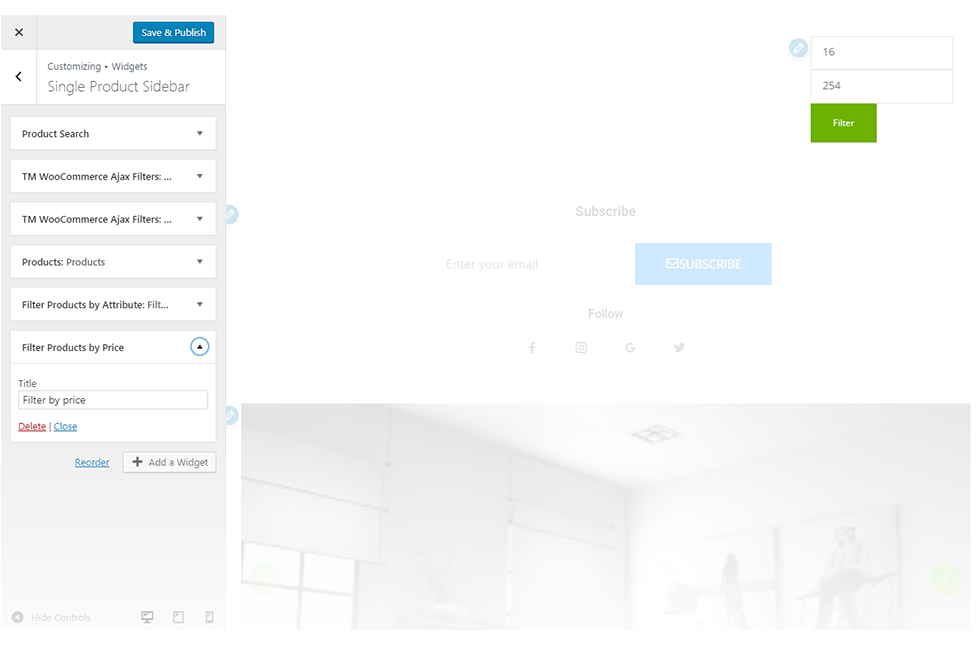 Save & Publish
Customizing • Widgets
Single Product Sidebar
Product Search
TM WooCommerce Ajax Filters: ...
TM WooCommerce Ajax Filters: ...
Products: Products
Filter Products by Attribute: Filt...
Filter Products by Price
Title
Filter by price
Delete | Close
Reorder
Add a Widget
Hide Controls
16
254
Filter
Subscribe
Enter your email
SUBSCRIBE
Follow